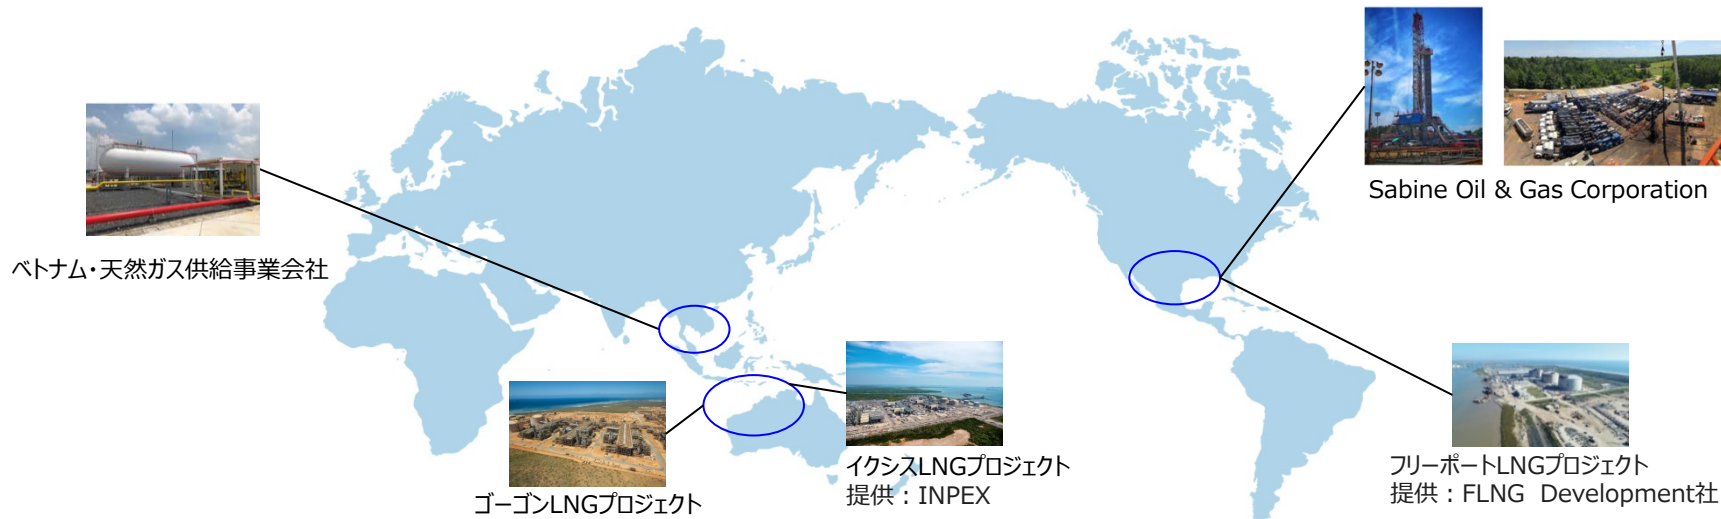 Sabine Oil & Gas Corporation
ベトナム・天然ガス供給事業会社
イクシスLNGプロジェクト
提供：INPEX
ゴーゴンLNGプロジェクト
フリーポートLNGプロジェクト
提供：FLNG Development社